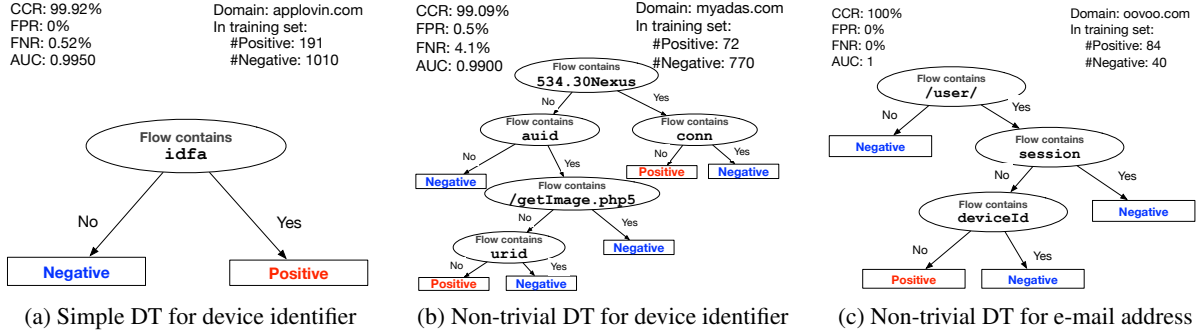 CCR: 99.92%
FPR: 0%
FNR: 0.52%
AUC: 0.9950
Domain: applovin.com
In training set:
#Positive: 191
#Negative: 1010
Flow contains
idfa
No
Yes
Negative
Positive
(a) Simple DT for device identifier
CCR: 99.09%
FPR: 0.5%
FNR: 4.1%
AUC: 0.9900
Domain: myadas.com
In training set:
#Positive: 72
#Negative: 770
Flow contains
534.30Nexus
No
Yes
Flow contains
auid
Flow contains
conn
No
Yes
No
Yes
Negative
Positive
Negative
Flow contains
/getImage.php5
No
Yes
Flow contains
urid
Negative
No
Yes
Positive
Negative
(b) Non-trivial DT for device identifier
CCR: 100%
FPR: 0%
FNR: 0%
AUC: 1
Domain: oovoo.com
In training set:
#Positive: 84
#Negative: 40
Flow contains
/user/
No
Yes
Negative
Flow contains
session
No
Yes
Flow contains
deviceId
Negative
No
Yes
Positive
Negative
(c) Non-trivial DT for e-mail address